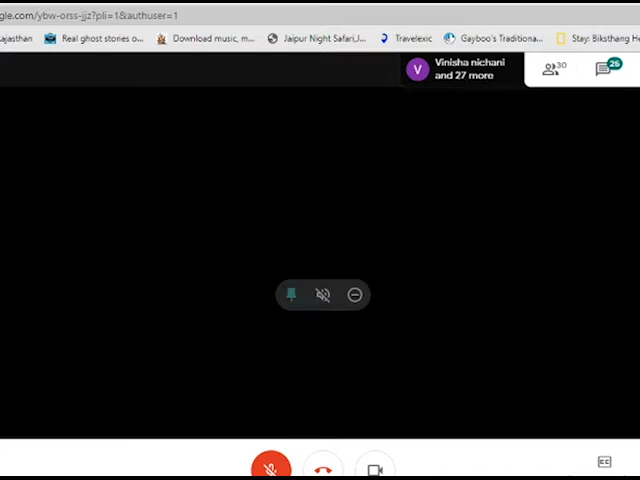 gle.com/ybw-orss-jjz?pli=1&authuser=1
ajasthan Real ghost stories o... Download music, m... Jaipur Night Safari,J... Travelexic Gayboo's Traditiona... Stay: Biksthang He
V Vinisha nichani
and 27 more
30
25
CC